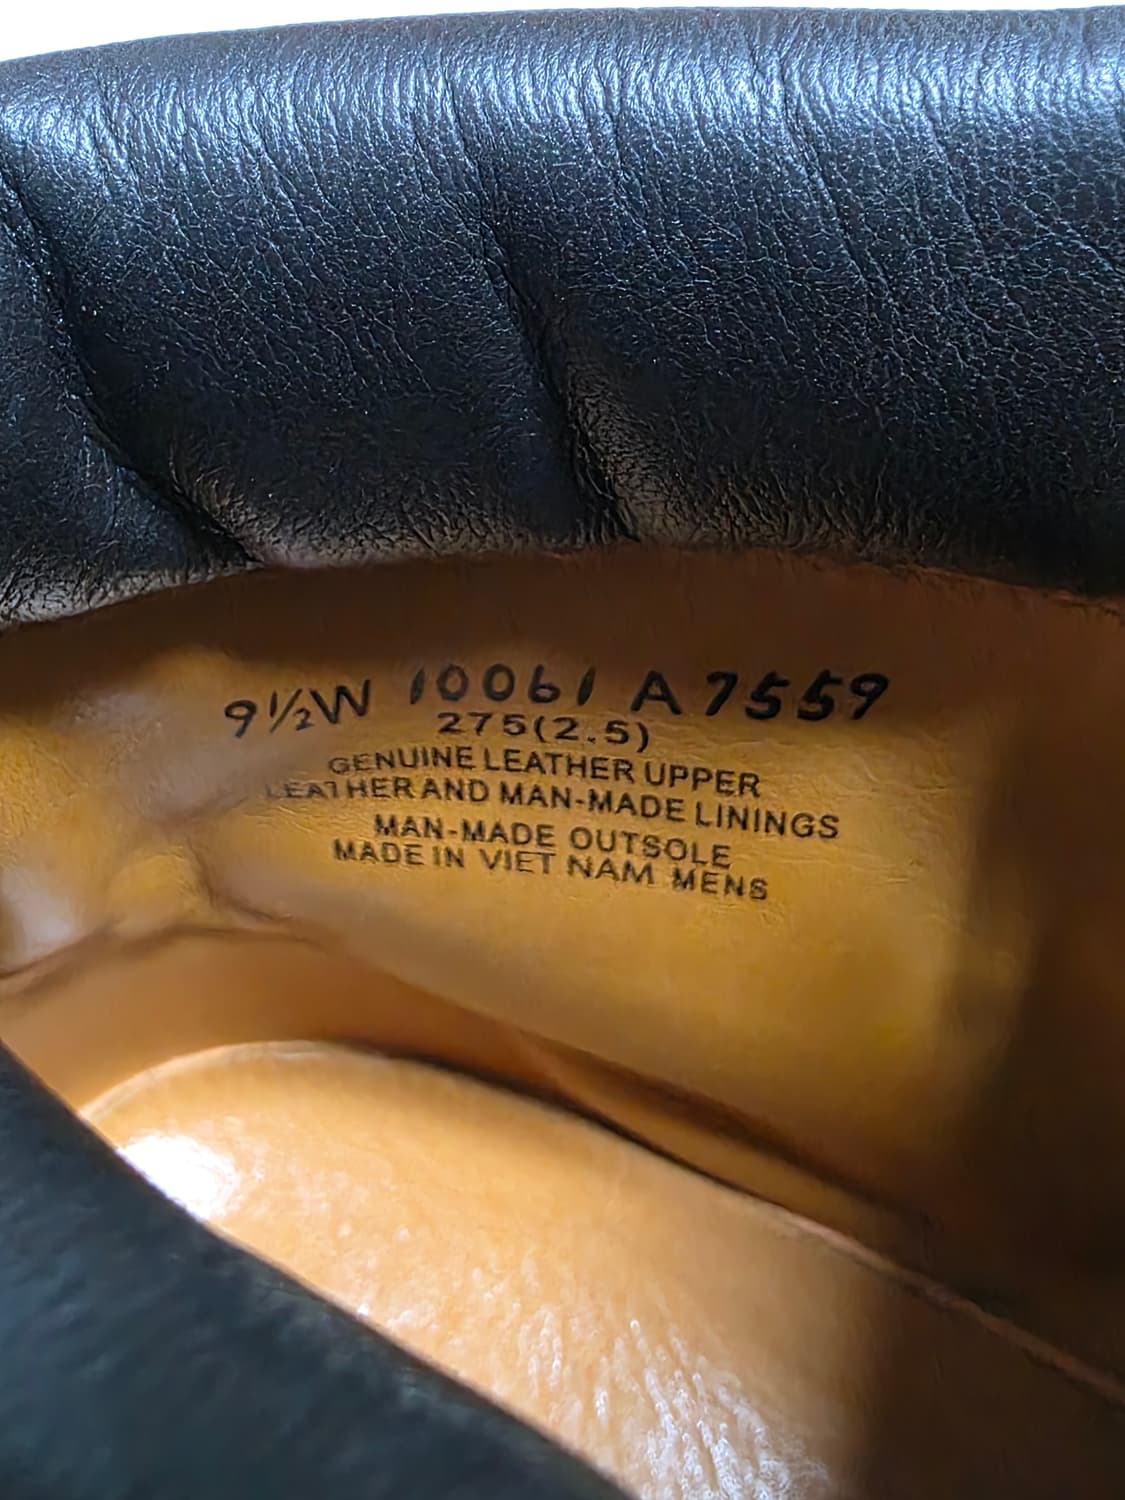 9½W 10061 A7559
275(2.5)
GENUINE LEATHER UPPER
LEATHER AND MAN-MADE LININGS
MAN-MADE OUTSOLE
MADE IN VIET NAM MENS